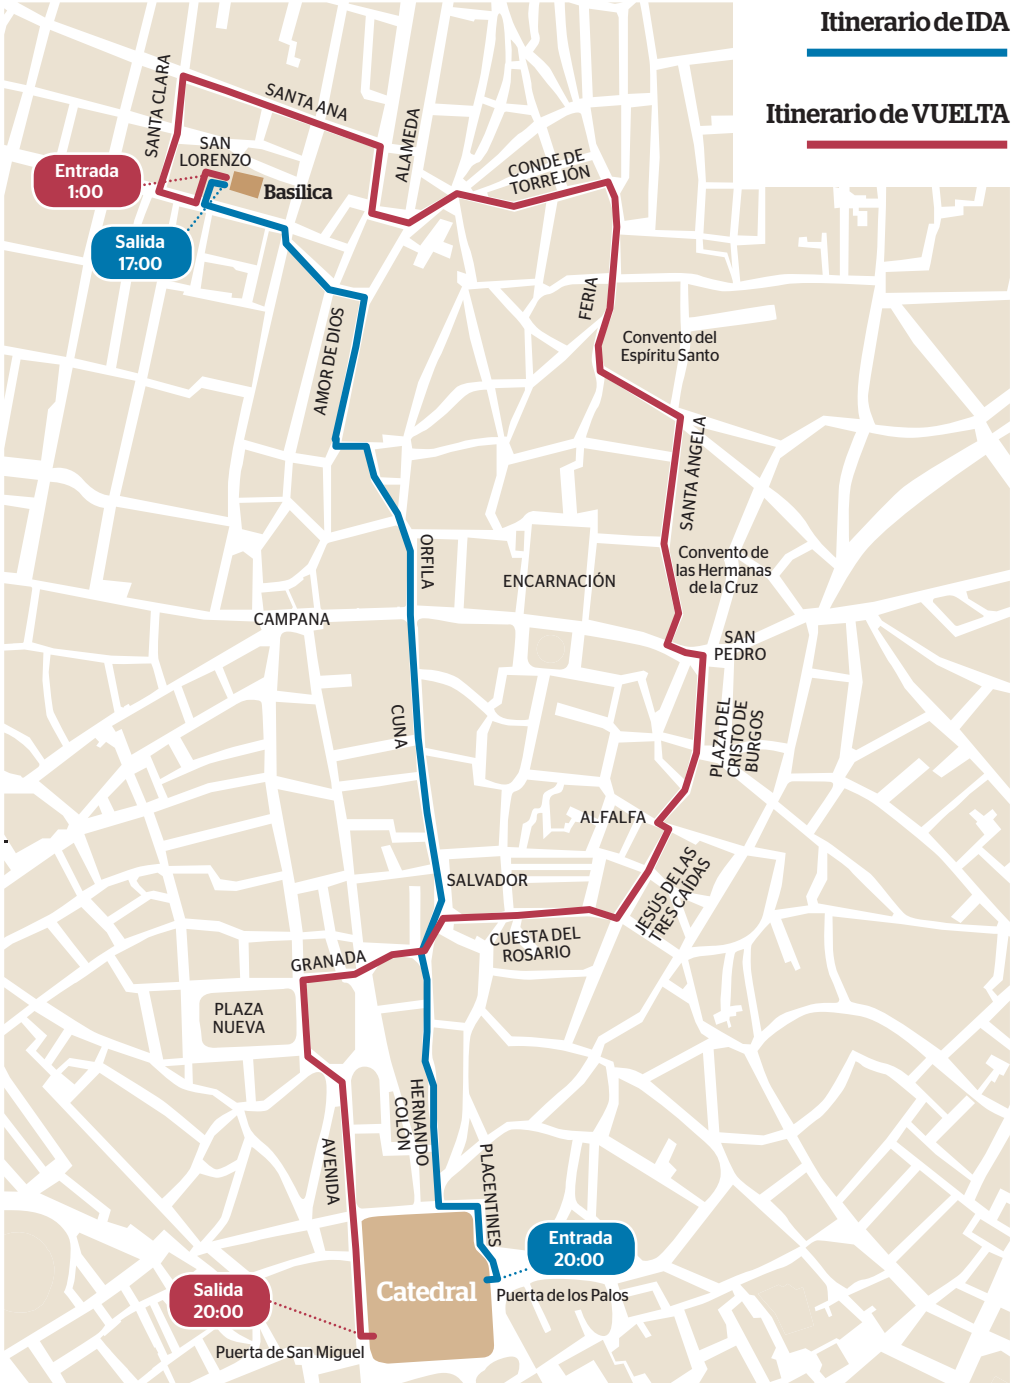 Itinerario de IDA
Itinerario de VUELTA
SANTA CLARA
SANTA ANA
ALAMEDA
SAN
LORENZO
Entrada
1:00
Basílica
CONDE DE
TORREJÓN
Salida
17:00
FERIA
AMOR DE DIOS
Convento del
Espíritu Santo
SANTA ÁNGELA
ORFILA
Convento de
las Hermanas
de la Cruz
ENCARNACIÓN
CAMPANA
SAN
PEDRO
CUNA
PLAZA DEL
CRISTO DE
BURGOS
ALFALFA
SALVADOR
JESÚS DE LAS
TRES CAÍDAS
CUESTA DEL
ROSARIO
GRANADA
PLAZA
NUEVA
HERNANDO
COLÓN
AVENIDA
PLACENTINES
Entrada
20:00
Catedral
Puerta de los Palos
Salida
20:00
Puerta de San Miguel